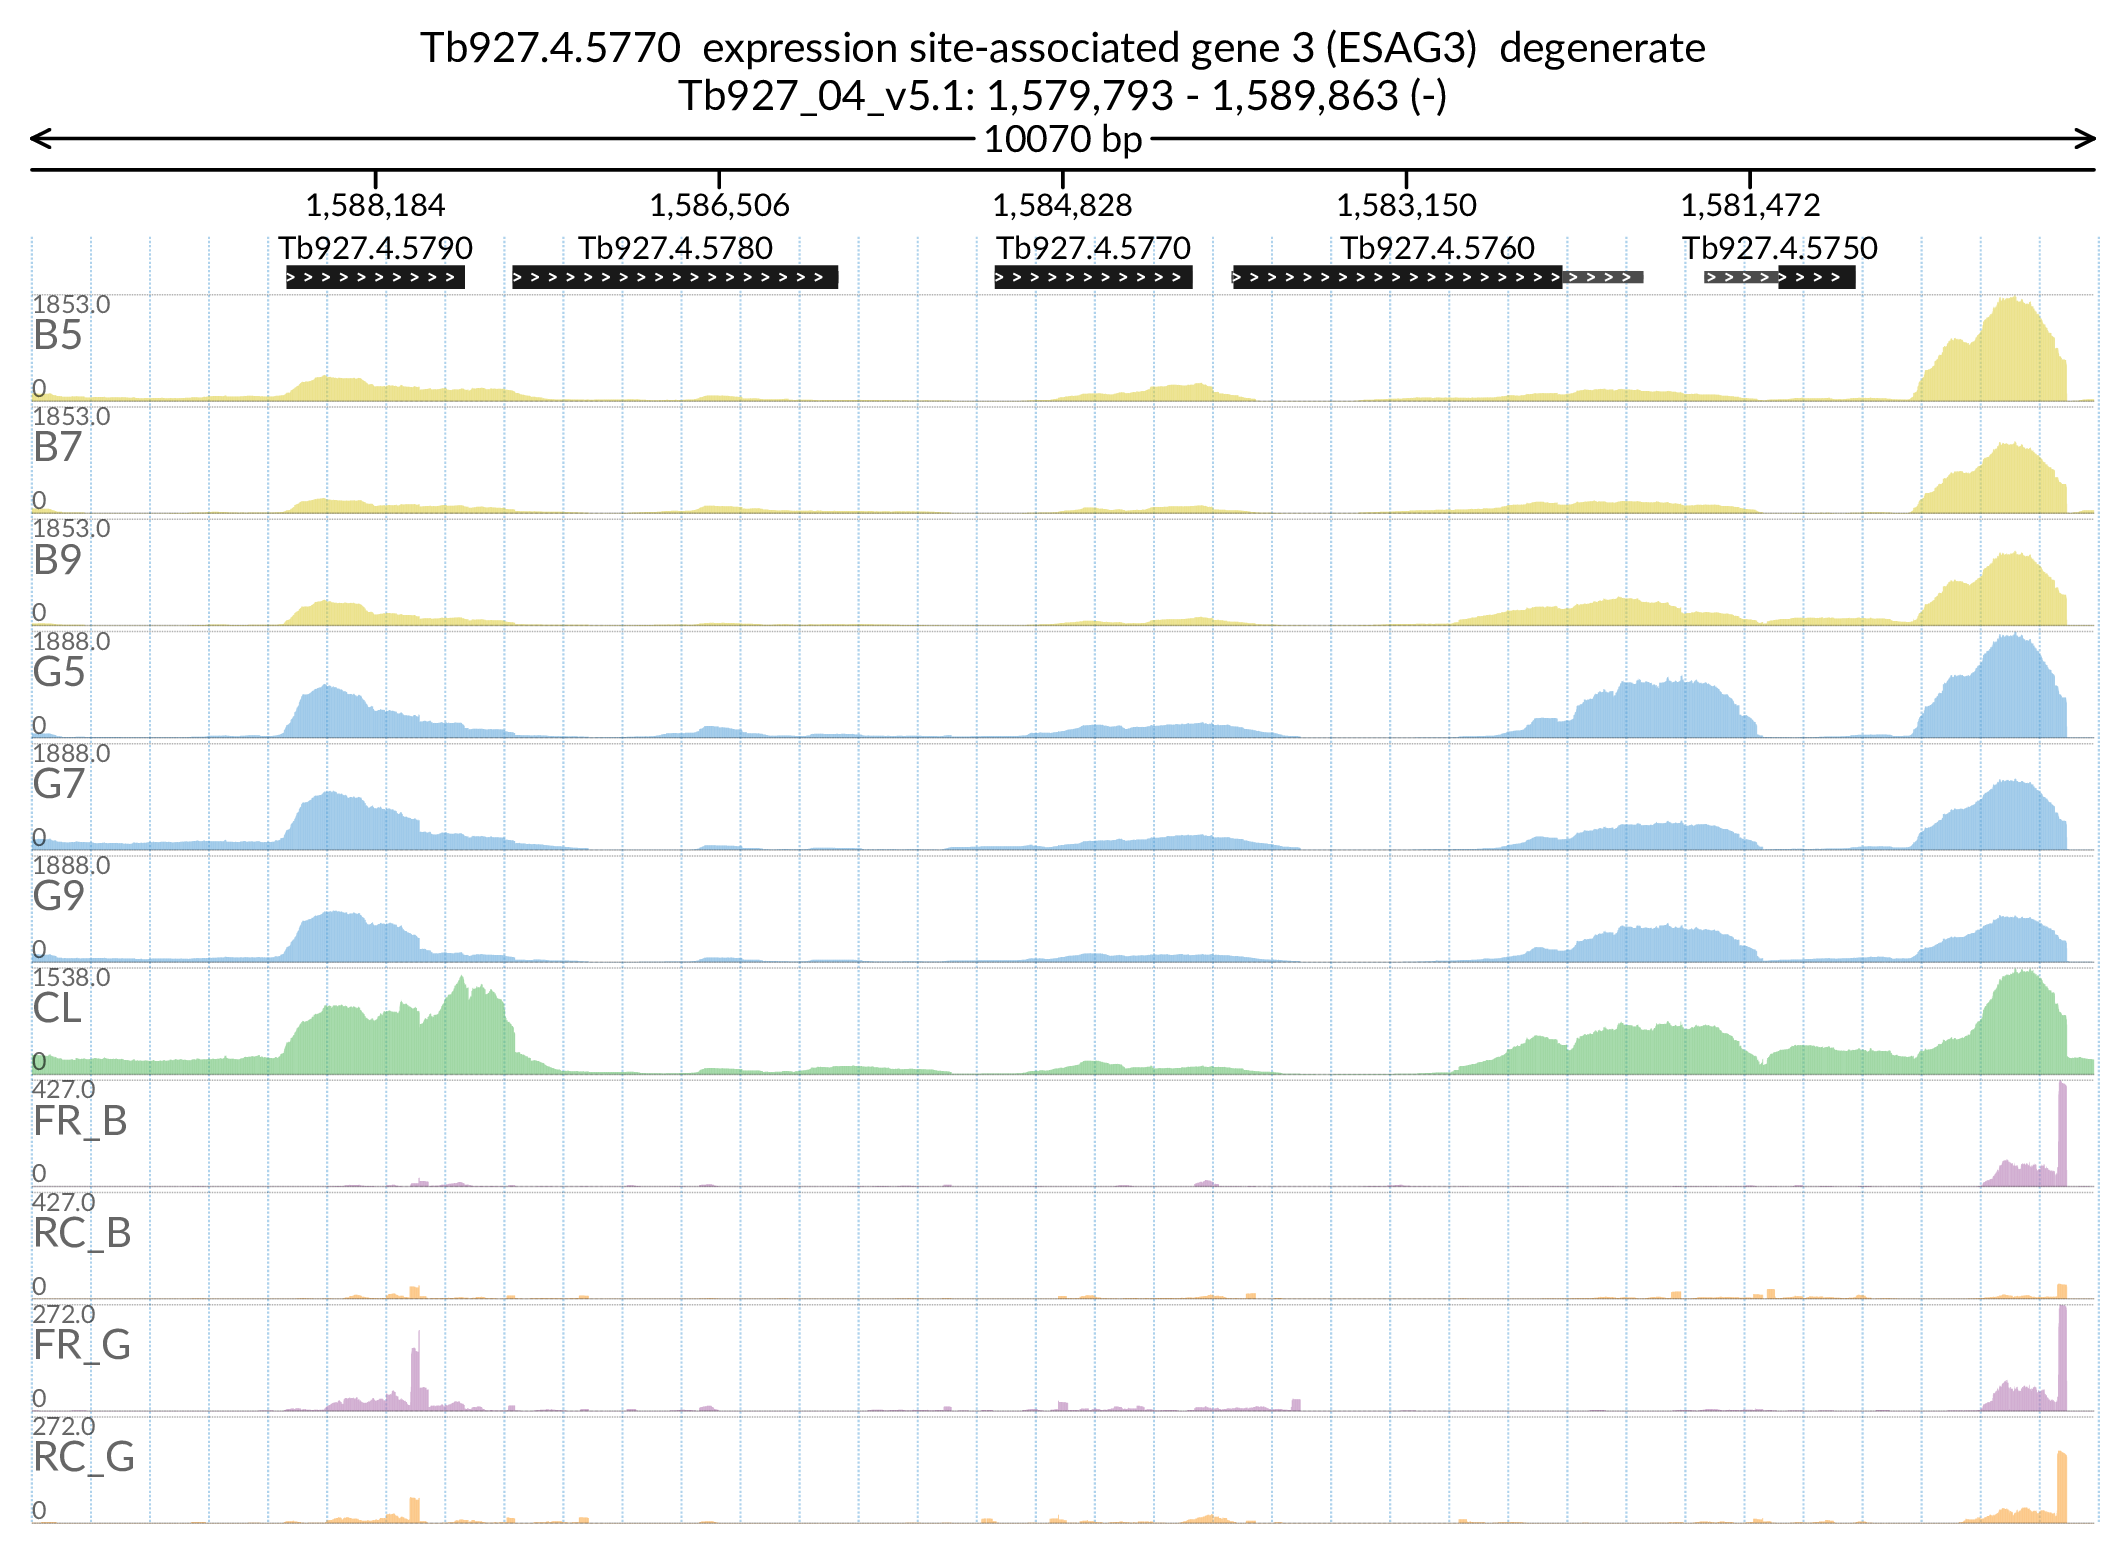 Tb927.4.5770 expression site-associated gene 3 (ESAG3) degenerate
Tb927_04_v5.1: 1,579,793 - 1,589,863 (-)
10070 bp
1,588,184 1,586,506 1,584,828 1,583,150 1,581,472
Tb927.4.5790 Tb927.4.5780 Tb927.4.5770 Tb927.4.5760 Tb927.4.5750
1853.0
B5
0
1853.0
B7
0
1853.0
B9
0
1888.0
G5
0
1888.0
G7
0
1888.0
G9
0
1538.0
CL
0
427.0
FR_B
0
427.0
RC_B
0
272.0
FR_G
0
272.0
RC_G
0